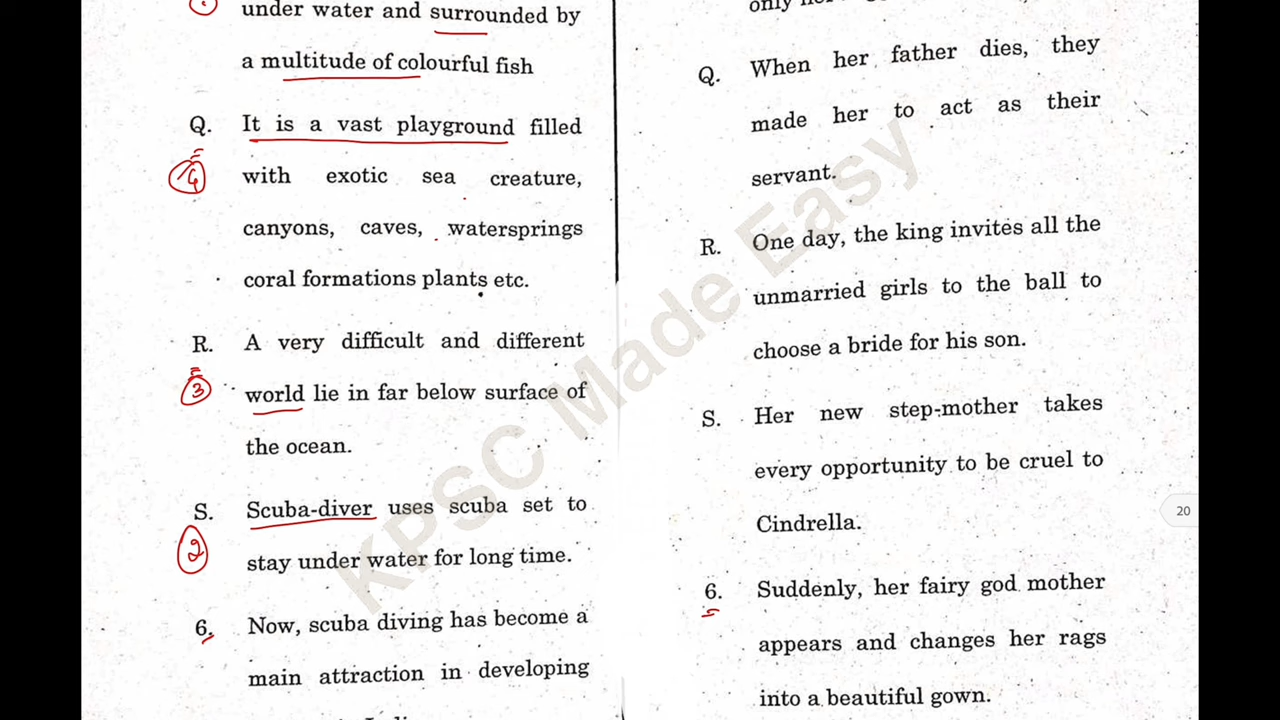 under water and surrounded by
a multitude of colourful fish
Q. It is a vast playground filled
4
with exotic sea creature,
canyons, caves, watersprings
coral formations plants etc.
R. A very difficult and different
3
world lie in far below surface of
the ocean.
S. Scuba-diver uses scuba set to
2
stay under water for long time.
6. Now, scuba diving has become a
main attraction in developing
only
Q. When her father dies, they
made her to act as their
servant.
R. One day, the king invites all the
unmarried girls to the ball to
choose a bride for his son.
S. Her new step-mother takes
every opportunity to be cruel to
Cindrella.
6. Suddenly, her fairy god mother
appears and changes her rags
into a beautiful gown.
KPSC Made Easy
20